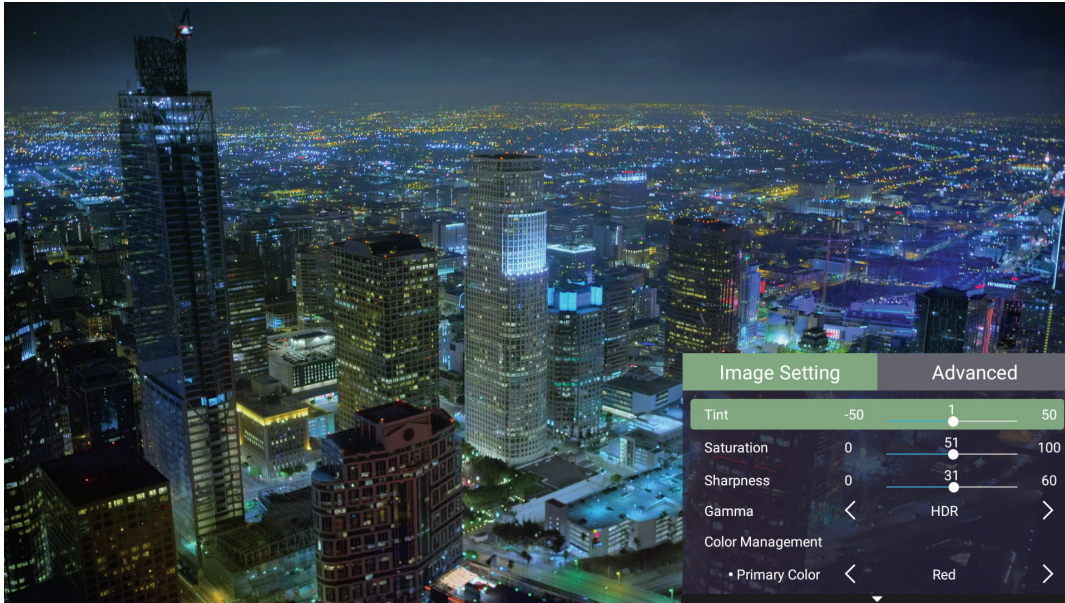 Image Setting Advanced
Tint -50 1 50
Saturation 0 51 100
Sharpness 0 31 60
Gamma HDR
Color Management
• Primary Color Red